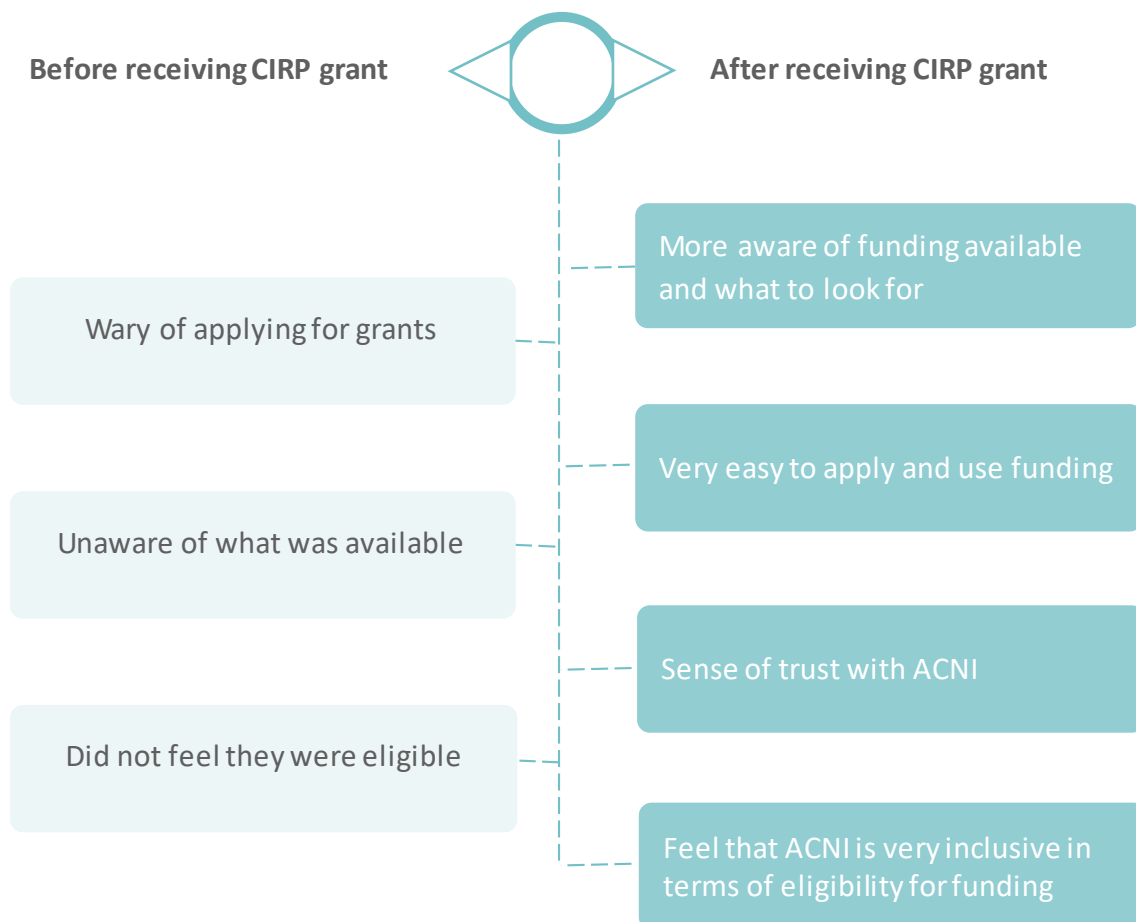 Before receiving CIRP grant
After receiving CIRP grant
More aware of funding available
and what to look for
Wary of applying for grants
Very easy to apply and use funding
Unaware of what was available
Sense of trust with ACNI
Did not feel they were eligible
Feel that ACNI is very inclusive in
terms of eligibility for funding